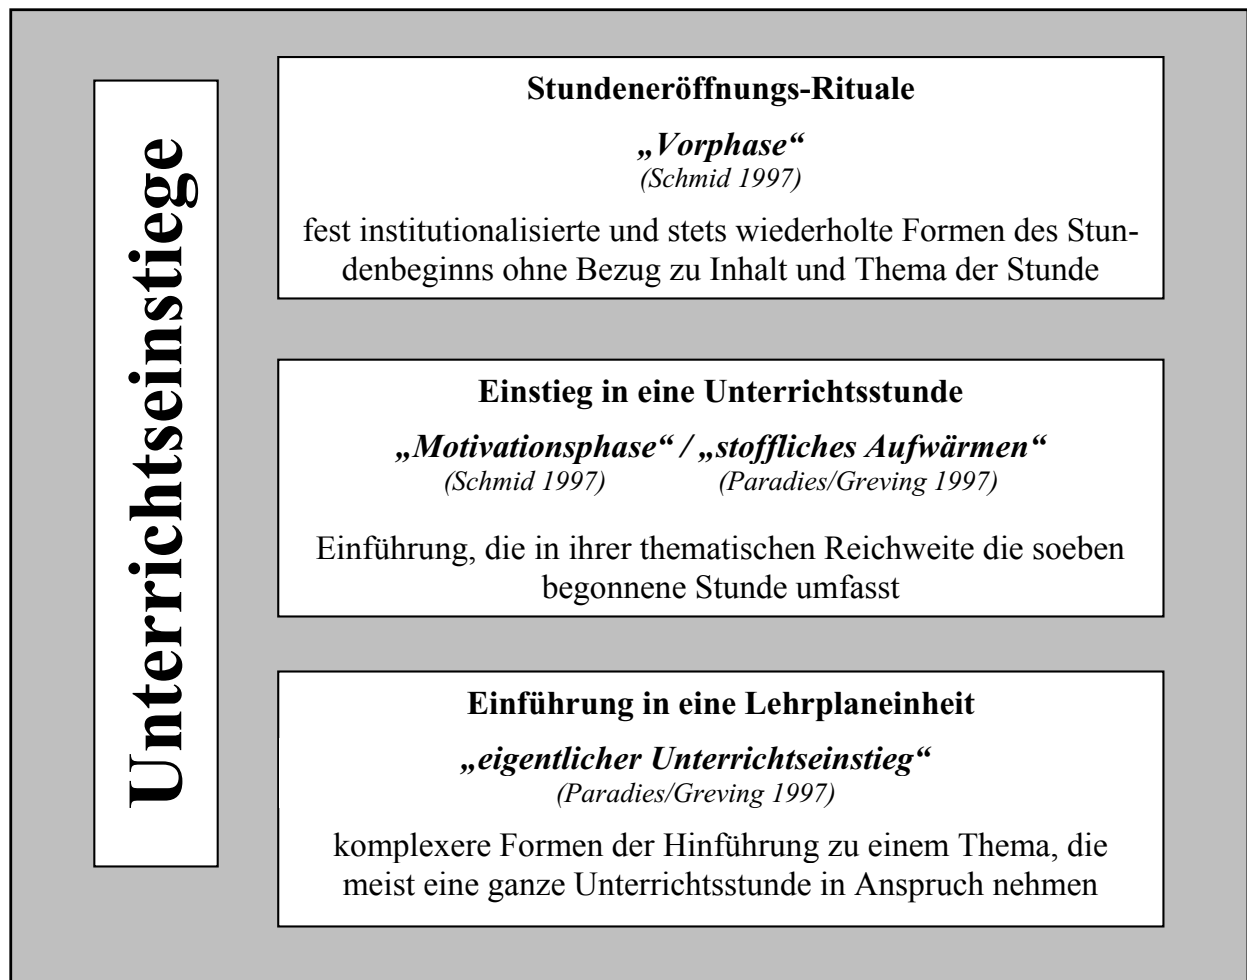 Unterrichtseinstiege
Stundeneröffnungs-Rituale
„Vorphase“
(Schmid 1997)
fest institutionalisierte und stets wiederholte Formen des Stun-
denbeginns ohne Bezug zu Inhalt und Thema der Stunde
Einstieg in eine Unterrichtsstunde
„Motivationsphase“ / „stoffliches Aufwärmen“
(Schmid 1997) (Paradies/Greving 1997)
Einführung, die in ihrer thematischen Reichweite die soeben
begonnene Stunde umfasst
Einführung in eine Lehrplaneinheit
„eigentlicher Unterrichtseinstieg“
(Paradies/Greving 1997)
komplexere Formen der Hinführung zu einem Thema, die
meist eine ganze Unterrichtsstunde in Anspruch nehmen